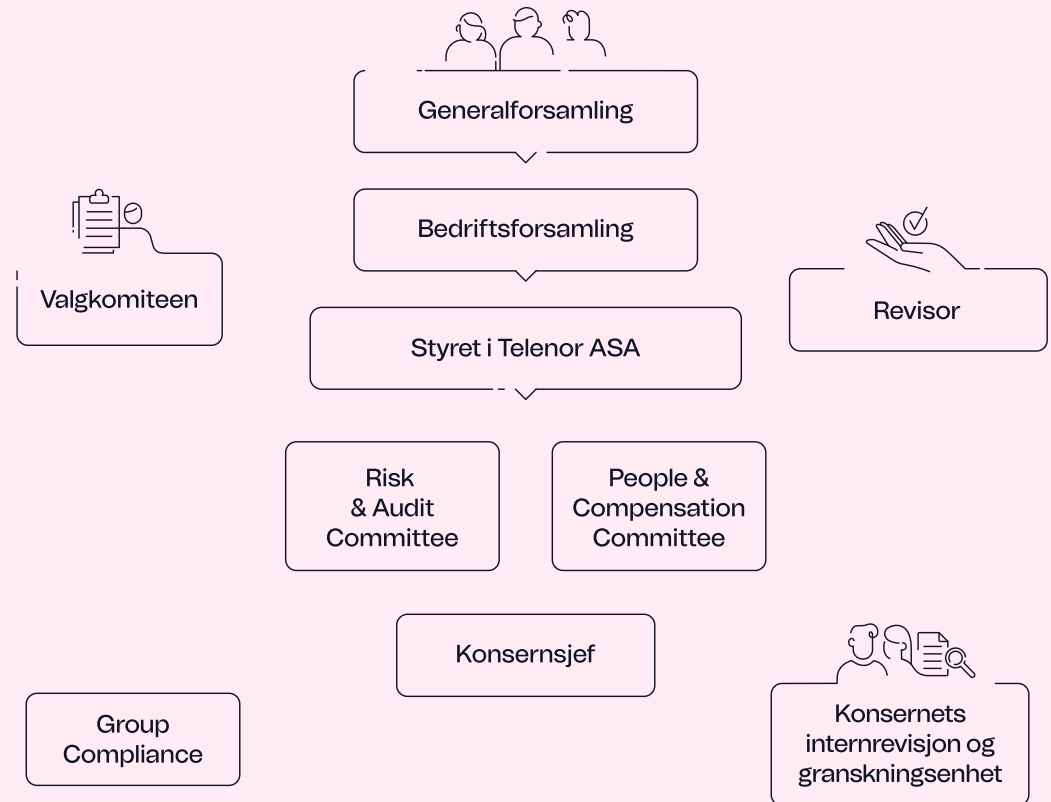 Generalforsamling
Bedriftsforsamling
Valgkomiteen
Revisor
Styret i Telenor ASA
Risk
& Audit
Committee
People &
Compensation
Committee
Konsernsjef
Group
Compliance
Konsernets
internrevisjon og
granskningsenhet